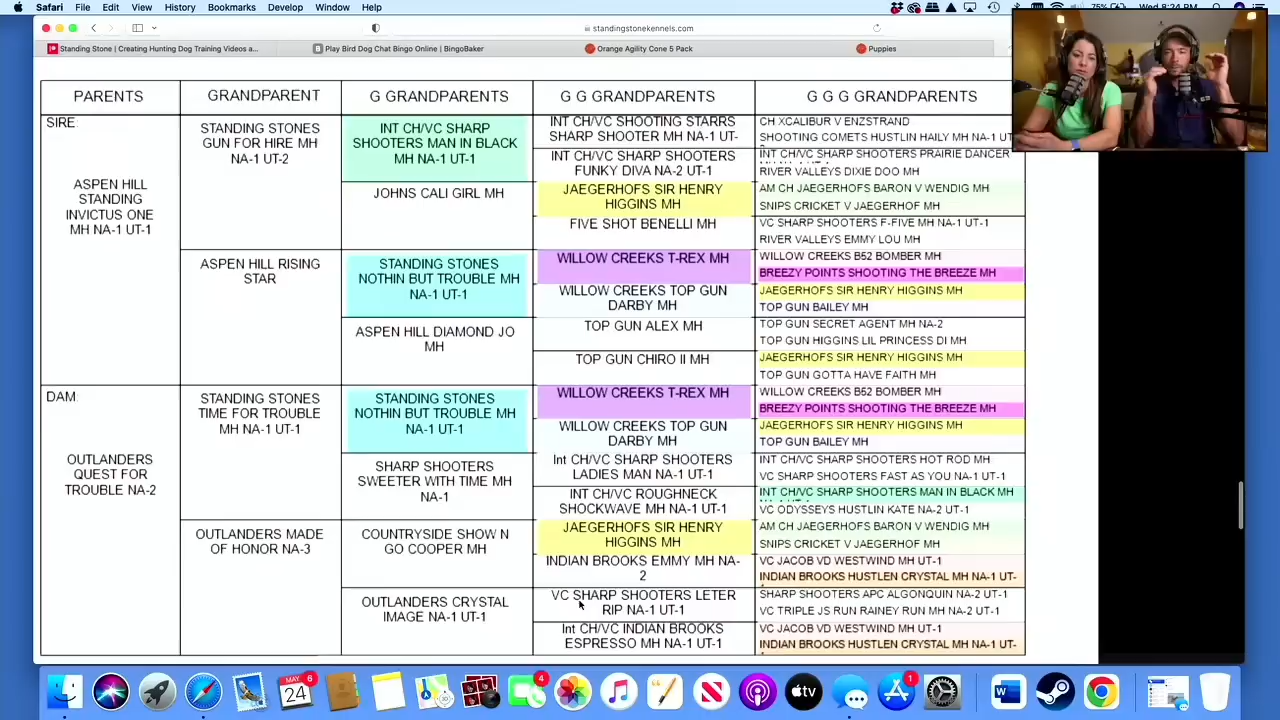 Safari File Edit View History Bookmarks Develop Window Help 75% Wed 8:24 PM
standingstonekennels.com
Standing Stone | Creating Hunting Dog Training Videos a... Play Bird Dog Chat Bingo Online | BingoBaker Orange Agility Cone 5 Pack Puppies
PARENTS GRANDPARENT G GRANDPARENTS G G GRANDPARENTS G G G GRANDPARENTS
SIRE:
ASPEN HILL
STANDING
INVICTUS ONE
MH NA-1 UT-1
STANDING STONES
GUN FOR HIRE MH
NA-1 UT-2
ASPEN HILL RISING
STAR
INT CH/VC SHARP
SHOOTERS MAN IN BLACK
MH NA-1 UT-1
JOHNS CALI GIRL MH
STANDING STONES
NOTHIN BUT TROUBLE MH
NA-1 UT-1
ASPEN HILL DIAMOND JO
MH
INT CH/VC SHOOTING STARRS
SHARP SHOOTER MH NA-1 UT-
INT CH/VC SHARP SHOOTERS
FUNKY DIVA NA-2 UT-1
JAEGERHOFS SIR HENRY
HIGGINS MH
FIVE SHOT BENELLI MH
WILLOW CREEKS T-REX MH
WILLOW CREEKS TOP GUN
DARBY MH
TOP GUN ALEX MH
TOP GUN CHIRO II MH
CH XCALIBUR V ENZSTRAND
SHOOTING COMETS HUSTLIN HAILY MH NA-1 UT
INT CH/VC SHARP SHOOTERS PRAIRIE DANCER
RIVER VALLEYS DIXIE DOO MH
AM CH JAEGERHOFS BARON V WENDIG MH
SNIPS CRICKET V JAEGERHOF MH
VC SHARP SHOOTERS F-FIVE MH NA-1 UT-1
RIVER VALLEYS EMMY LOU MH
WILLOW CREEKS B52 BOMBER MH
BREEZY POINTS SHOOTING THE BREEZE MH
JAEGERHOFS SIR HENRY HIGGINS MH
TOP GUN BAILEY MH
TOP GUN SECRET AGENT MH NA-2
TOP GUN HIGGINS LIL PRINCESS DI MH
JAEGERHOFS SIR HENRY HIGGINS MH
TOP GUN GOTTA HAVE FAITH MH
DAM:
OUTLANDERS
QUEST FOR
TROUBLE NA-2
STANDING STONES
TIME FOR TROUBLE
MH NA-1 UT-1
OUTLANDERS MADE
OF HONOR NA-3
STANDING STONES
NOTHIN BUT TROUBLE MH
NA-1 UT-1
SHARP SHOOTERS
SWEETER WITH TIME MH
NA-1
COUNTRYSIDE SHOW N
GO COOPER MH
OUTLANDERS CRYSTAL
IMAGE NA-1 UT-1
WILLOW CREEKS T-REX MH
WILLOW CREEKS TOP GUN
DARBY MH
Int CH/VC SHARP SHOOTERS
LADIES MAN NA-1 UT-1
INT CH/VC ROUGHNECK
SHOCKWAVE MH NA-1 UT-1
JAEGERHOFS SIR HENRY
HIGGINS MH
INDIAN BROOKS EMMY MH NA-
2
VC SHARP SHOOTERS LETER
RIP NA-1 UT-1
Int CH/VC INDIAN BROOKS
ESPRESSO MH NA-1 UT-1
WILLOW CREEKS B52 BOMBER MH
BREEZY POINTS SHOOTING THE BREEZE MH
JAEGERHOFS SIR HENRY HIGGINS MH
TOP GUN BAILEY MH
INT CH/VC SHARP SHOOTERS HOT ROD MH
VC SHARP SHOOTERS FAST AS YOU NA-1 UT-1
INT CH/VC SHARP SHOOTERS MAN IN BLACK MH
VC ODYSSEYS HUSTLIN KATE NA-2 UT-1
AM CH JAEGERHOFS BARON V WENDIG MH
SNIPS CRICKET V JAEGERHOF MH
VC JACOB VD WESTWIND MH UT-1
INDIAN BROOKS HUSTLEN CRYSTAL MH NA-1 UT-
SHARP SHOOTERS APC ALGONQUIN NA-2 UT-1
VC TRIPLE JS RUN RAINEY RUN MH NA-2 UT-1
VC JACOB VD WESTWIND MH UT-1
INDIAN BROOKS HUSTLEN CRYSTAL MH NA-1 UT-
MAY 6
24
4
tv
1
W